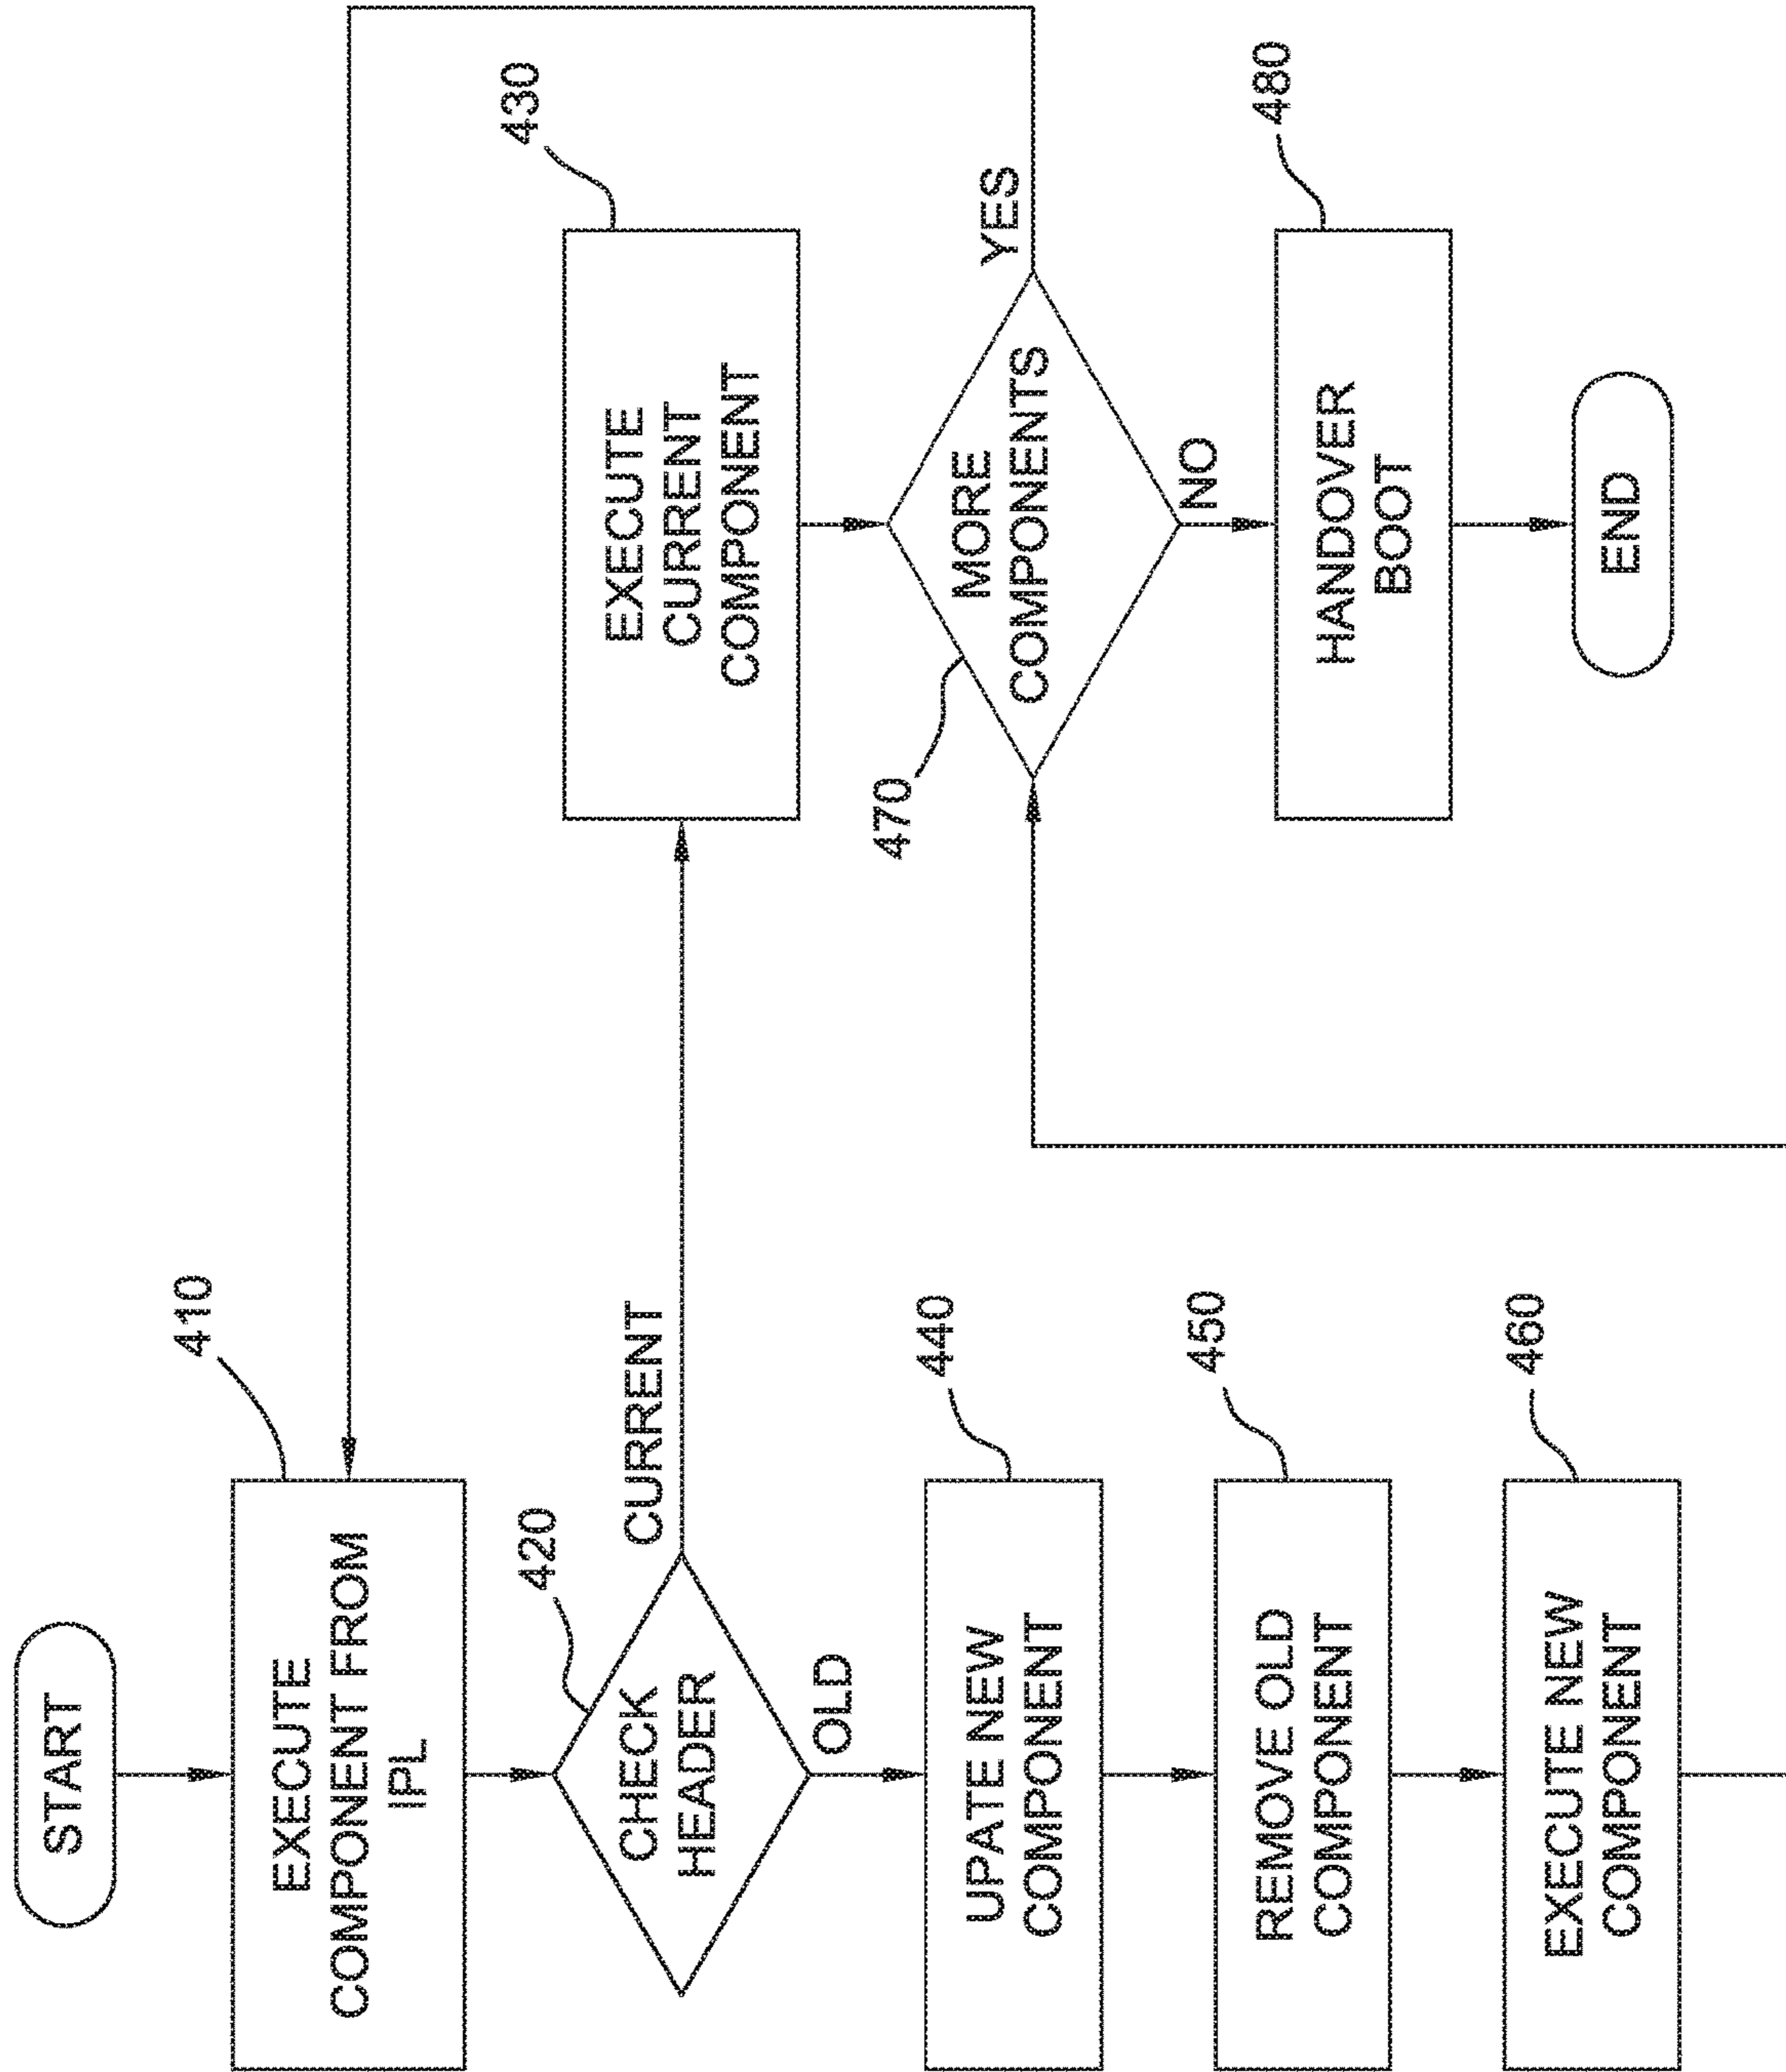 START
410
EXECUTE
COMPONENT FROM
IPL
420
CHECK
HEADER
CURRENT
OLD
440
UPATE NEW
COMPONENT
450
REMOVE OLD
COMPONENT
460
EXECUTE NEW
COMPONENT
430
EXECUTE
CURRENT
COMPONENT
470
MORE
COMPONENTS
YES
NO
480
HANDOVER
BOOT
END